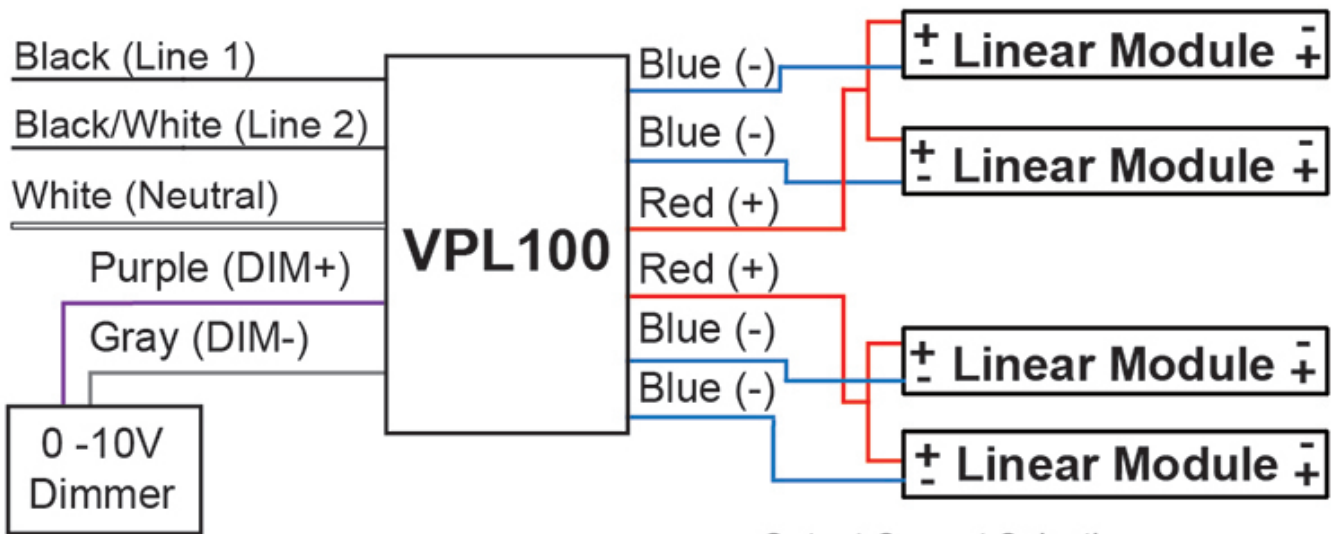 Black (Line 1)
Black/White (Line 2)
White (Neutral)
Purple (DIM+)
Gray (DIM-)
0 -10V
Dimmer
VPL100
Blue (-)
Blue (-)
Red (+)
Red (+)
Blue (-)
Blue (-)
+ - Linear Module - +
+ - Linear Module - +
+ - Linear Module - +
+ - Linear Module - +